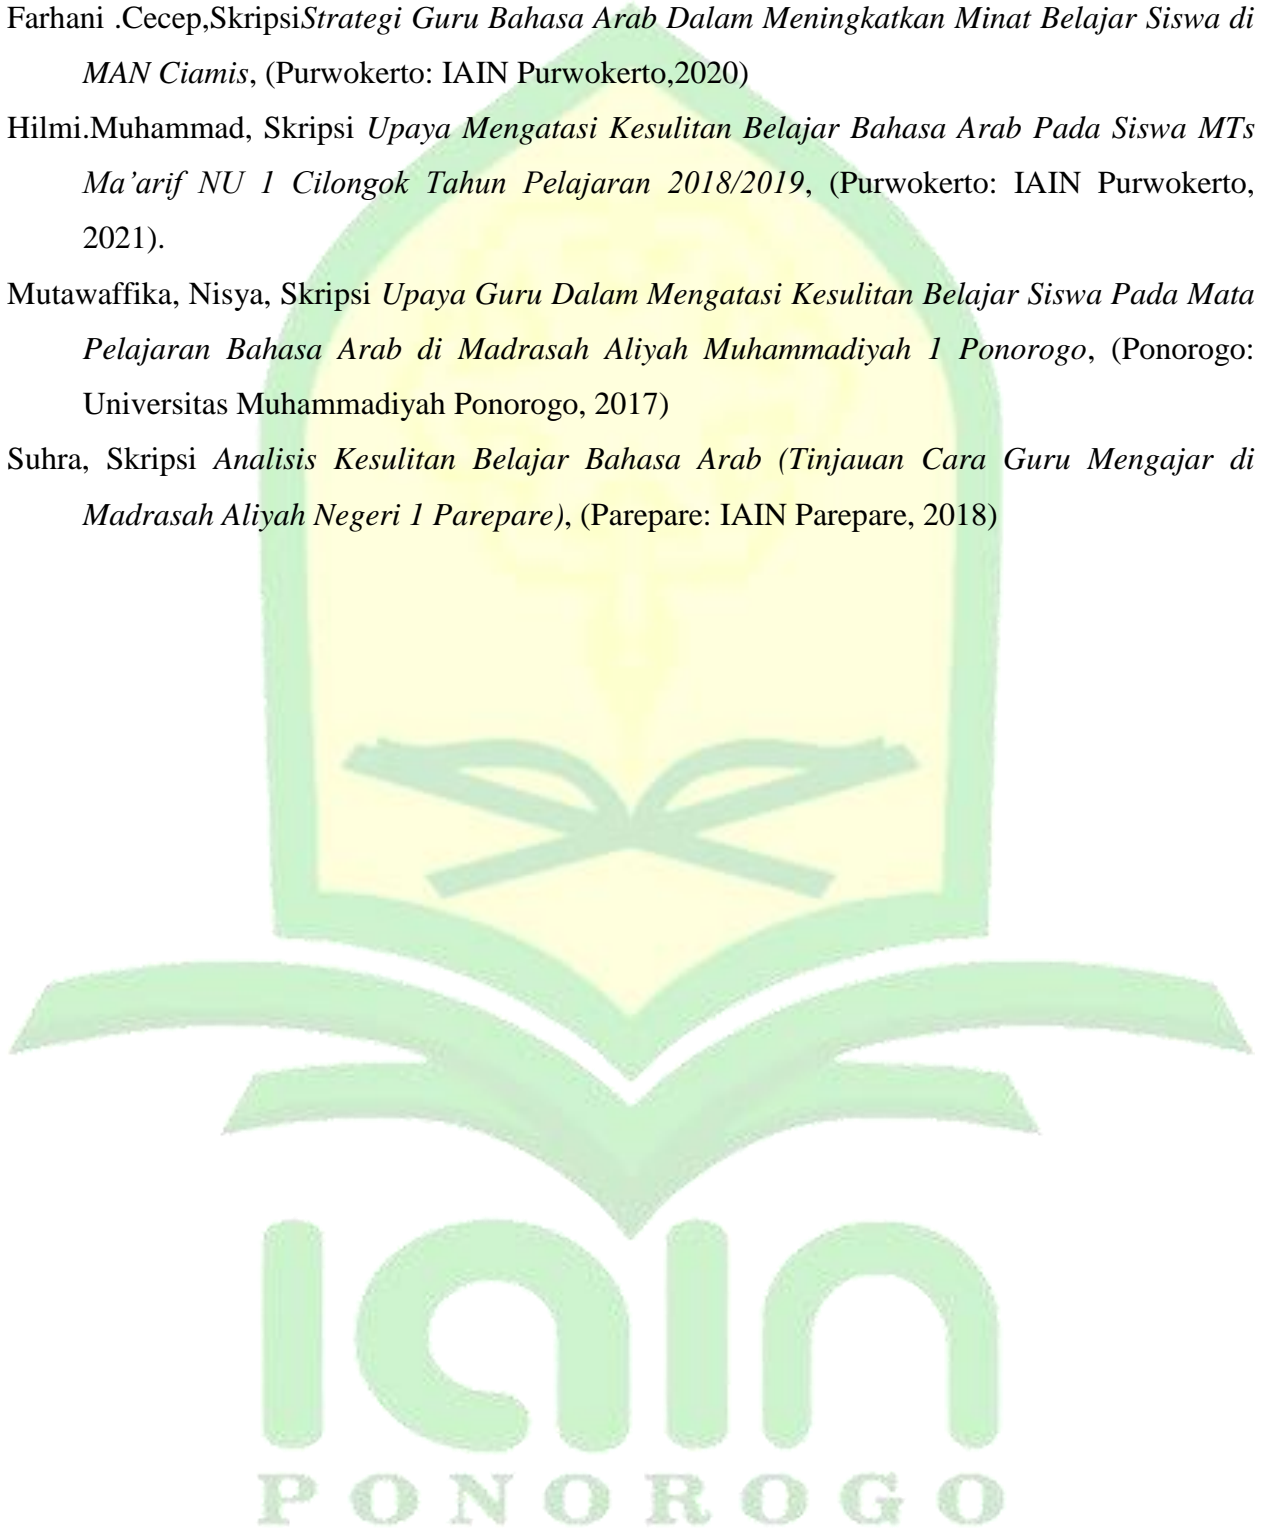 Farhani .Cecep,SkripsiStrategi Guru Bahasa Arab Dalam Meningkatkan Minat Belajar Siswa di
MAN Ciamis, (Purwokerto: IAIN Purwokerto,2020)
Hilmi.Muhammad, Skripsi Upaya Mengatasi Kesulitan Belajar Bahasa Arab Pada Siswa MTs
Ma’arif NU 1 Cilongok Tahun Pelajaran 2018/2019, (Purwokerto: IAIN Purwokerto,
2021).
Mutawaffika, Nisya, Skripsi Upaya Guru Dalam Mengatasi Kesulitan Belajar Siswa Pada Mata
Pelajaran Bahasa Arab di Madrasah Aliyah Muhammadiyah 1 Ponorogo, (Ponorogo:
Universitas Muhammadiyah Ponorogo, 2017)
Suhra, Skripsi Analisis Kesulitan Belajar Bahasa Arab (Tinjauan Cara Guru Mengajar di
Madrasah Aliyah Negeri 1 Parepare), (Parepare: IAIN Parepare, 2018)
iain
PONOROGO